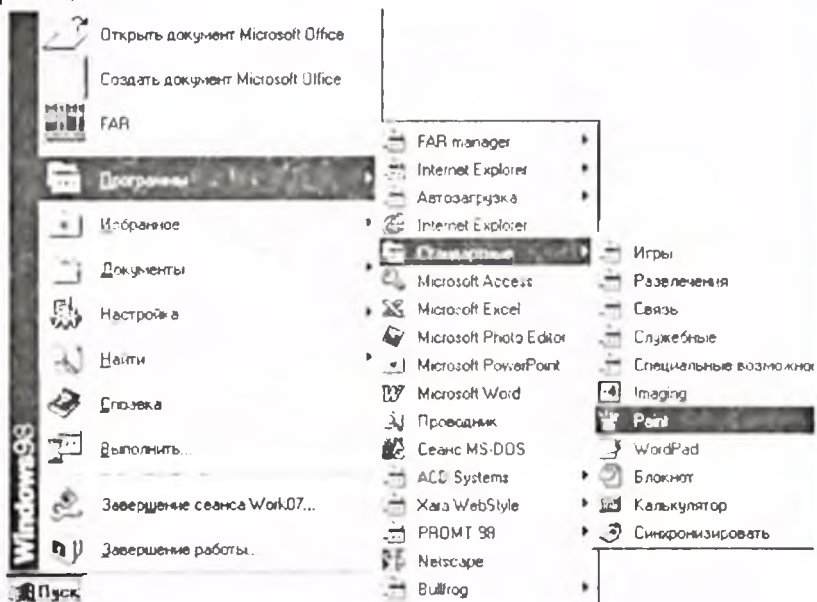 Открыть документ Microsoft Office
Создать документ Microsoft Office
FAR
Программы
Избранное
Документы
Настройка
Найти
Справка
Выполнить...
Завершение сеанса Work07...
Завершение работы...
Windows98
Пуск
FAR manager
Internet Explorer
Автозагрузка
Internet Explorer
Стандартные
Microsoft Access
Microsoft Excel
Microsoft Photo Editor
Microsoft PowerPoint
Microsoft Word
Проводник
Сеанс MS-DOS
ACD Systems
Xara WebStyle
PROMT 98
Netscape
Bullfrog
Игры
Развлечения
Связь
Служебные
Специальные возможнос
Imaging
Paint
WordPad
Блокнот
Калькулятор
Синхронизировать